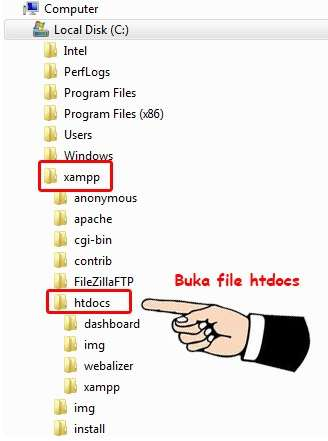 Computer
Local Disk (C:)
Intel
PerfLogs
Program Files
Program Files (x86)
Users
Windows
xampp
anonymous
apache
cgi-bin
contrib
FileZillaFTP
Buka file htdocs
htdocs
dashboard
img
webalizer
xampp
img
install